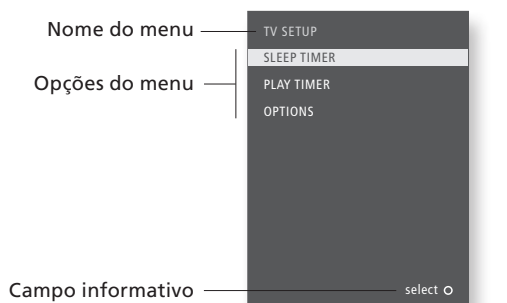 Nome do menu
TV SETUP
SLEEP TIMER
Opções do menu
PLAY TIMER
OPTIONS
Campo informativo
select